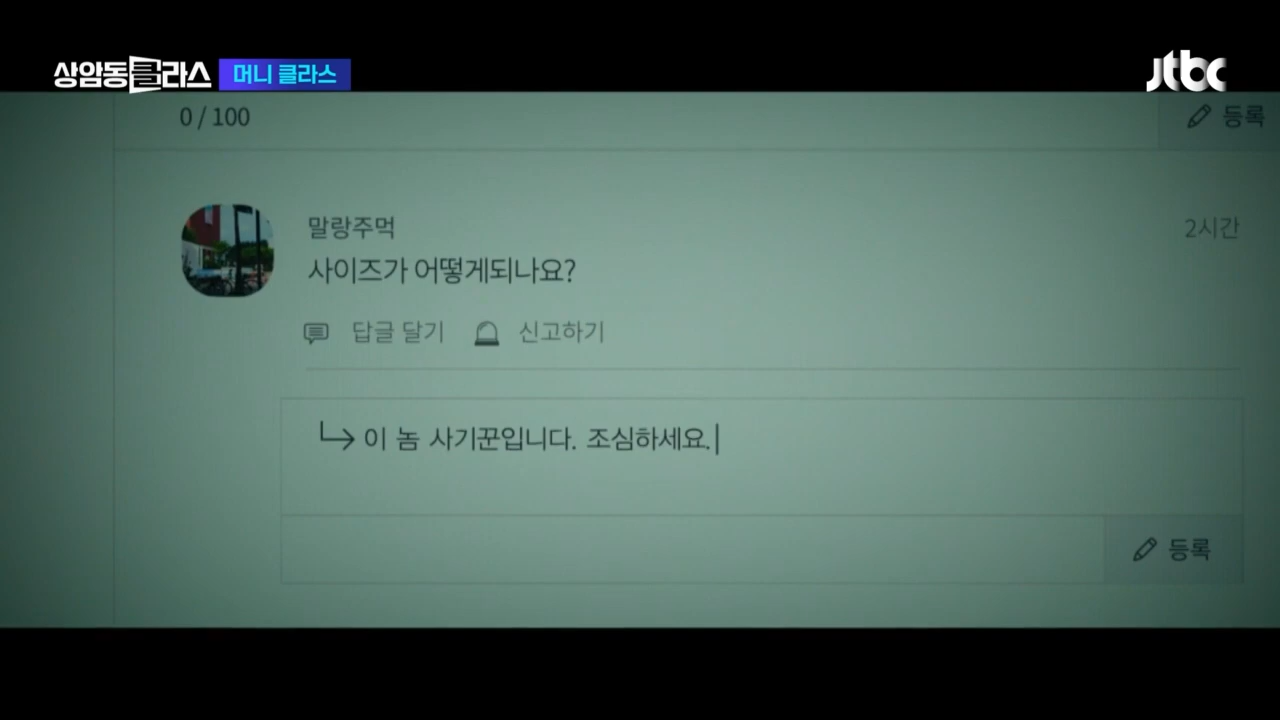 상암동클라스 머니 클라스
jtbc
0 / 100
등록
말랑주먹
2시간
사이즈가 어떻게되나요?
답글 달기 신고하기
이 놈 사기꾼입니다. 조심하세요.
등록